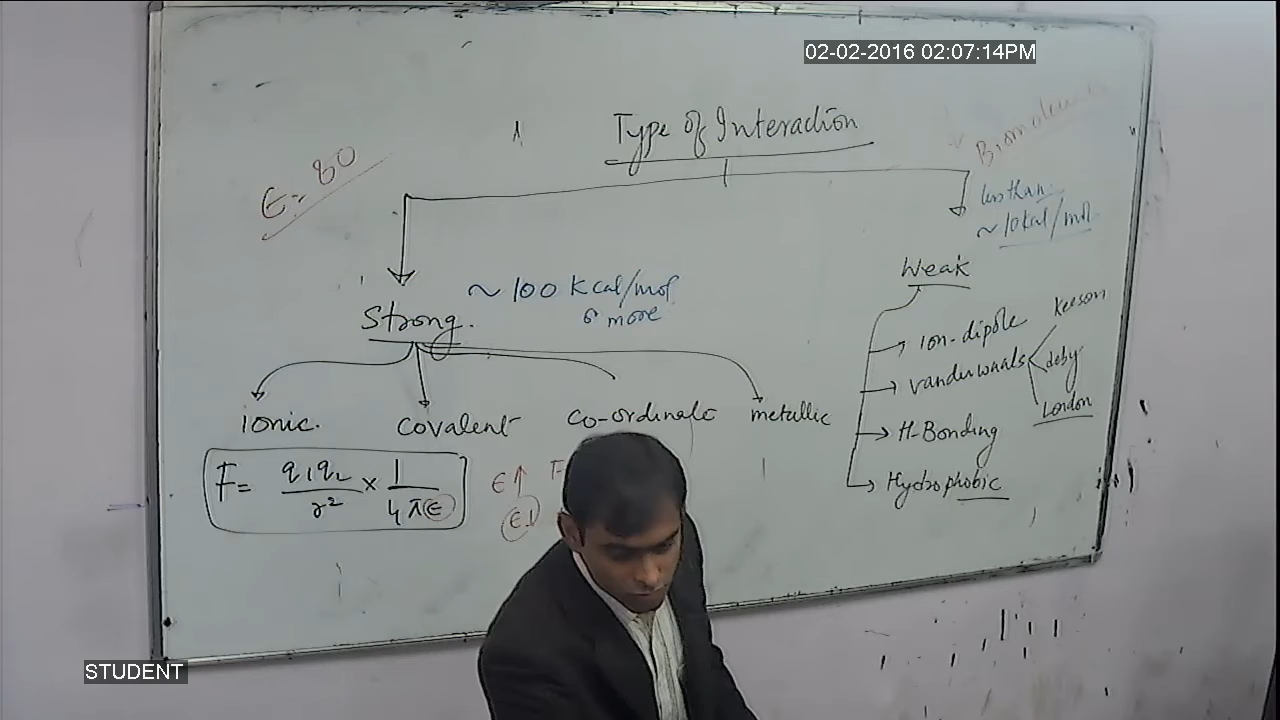 02-02-2016 02:07:14PM
Type of Interaction
E = 80
less than
~ 10 kal/mol
Weak
~ 100 Kcal/mol
or more
Strong.
Keeson
ion-dipole
vanderwaals
deby
London
ionic.
covalent
co-ordinate
metallic
H-Bonding
Hydrophobic
F = q1q2/r² × 1/4πϵ
ϵ↑ F
ϵ↓
STUDENT